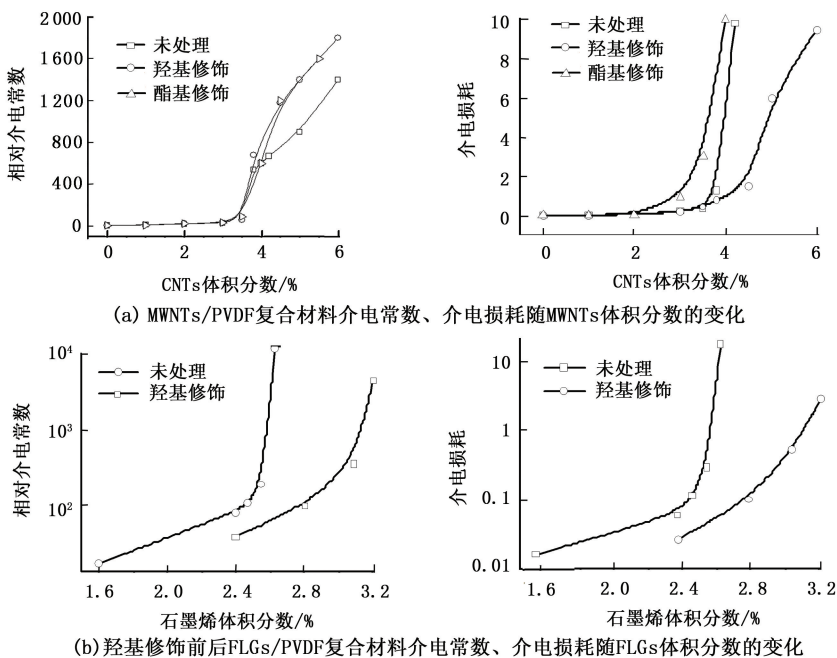 2 000
1 600
1 200
800
400
0
相对介电常数
未处理
羟基修饰
酯基修饰
0 2 4 6
CNTs体积分数/%
10
8
6
4
2
0
介电损耗
未处理
羟基修饰
酯基修饰
0 2 4 6
CNTs体积分数/%
(a) MWNTs/PVDF复合材料介电常数、介电损耗随MWNTs体积分数的变化
10⁴
10³
10²
相对介电常数
未处理
羟基修饰
1.6 2.0 2.4 2.8 3.2
石墨烯体积分数/%
10
1
0.1
0.01
介电损耗
未处理
羟基修饰
1.6 2.0 2.4 2.8 3.2
石墨烯体积分数/%
(b)羟基修饰前后FLGs/PVDF复合材料介电常数、介电损耗随FLGs体积分数的变化